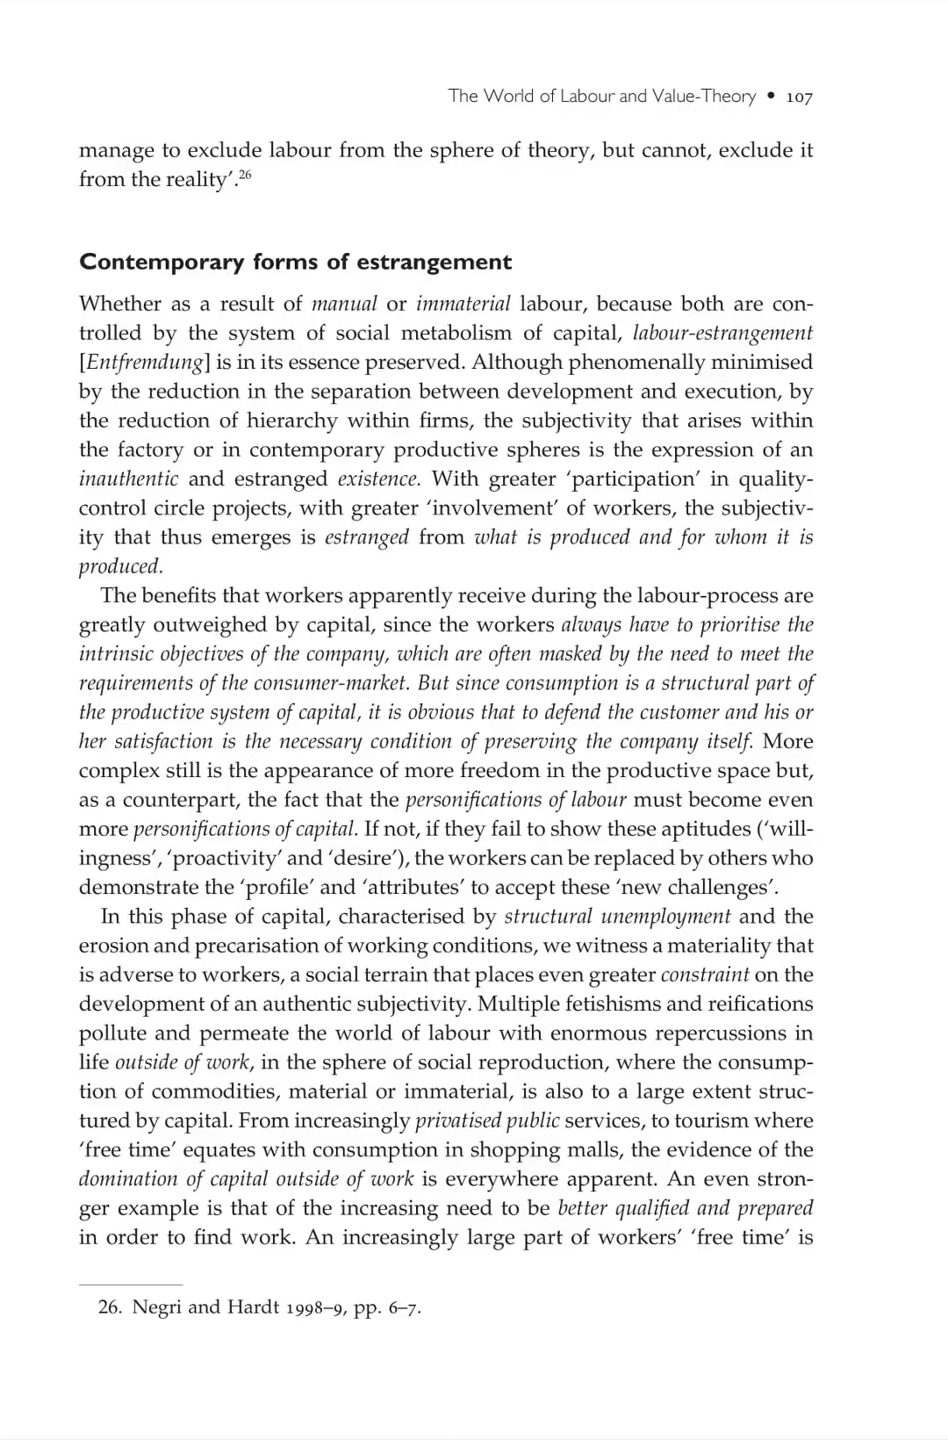 The World of Labour and Value-Theory • 107
manage to exclude labour from the sphere of theory, but cannot, exclude it
from the reality’.26
Contemporary forms of estrangement
Whether as a result of manual or immaterial labour, because both are con-
trolled by the system of social metabolism of capital, labour-estrangement
[Entfremdung] is in its essence preserved. Although phenomenally minimised
by the reduction in the separation between development and execution, by
the reduction of hierarchy within firms, the subjectivity that arises within
the factory or in contemporary productive spheres is the expression of an
inauthentic and estranged existence. With greater ‘participation’ in quality-
control circle projects, with greater ‘involvement’ of workers, the subjectiv-
ity that thus emerges is estranged from what is produced and for whom it is
produced.
The benefits that workers apparently receive during the labour-process are
greatly outweighed by capital, since the workers always have to prioritise the
intrinsic objectives of the company, which are often masked by the need to meet the
requirements of the consumer-market. But since consumption is a structural part of
the productive system of capital, it is obvious that to defend the customer and his or
her satisfaction is the necessary condition of preserving the company itself. More
complex still is the appearance of more freedom in the productive space but,
as a counterpart, the fact that the personifications of labour must become even
more personifications of capital. If not, if they fail to show these aptitudes (‘will-
ingness’, ‘proactivity’ and ‘desire’), the workers can be replaced by others who
demonstrate the ‘profile’ and ‘attributes’ to accept these ‘new challenges’.
In this phase of capital, characterised by structural unemployment and the
erosion and precarisation of working conditions, we witness a materiality that
is adverse to workers, a social terrain that places even greater constraint on the
development of an authentic subjectivity. Multiple fetishisms and reifications
pollute and permeate the world of labour with enormous repercussions in
life outside of work, in the sphere of social reproduction, where the consump-
tion of commodities, material or immaterial, is also to a large extent struc-
tured by capital. From increasingly privatised public services, to tourism where
‘free time’ equates with consumption in shopping malls, the evidence of the
domination of capital outside of work is everywhere apparent. An even stron-
ger example is that of the increasing need to be better qualified and prepared
in order to find work. An increasingly large part of workers’ ‘free time’ is
26. Negri and Hardt 1998–9, pp. 6–7.